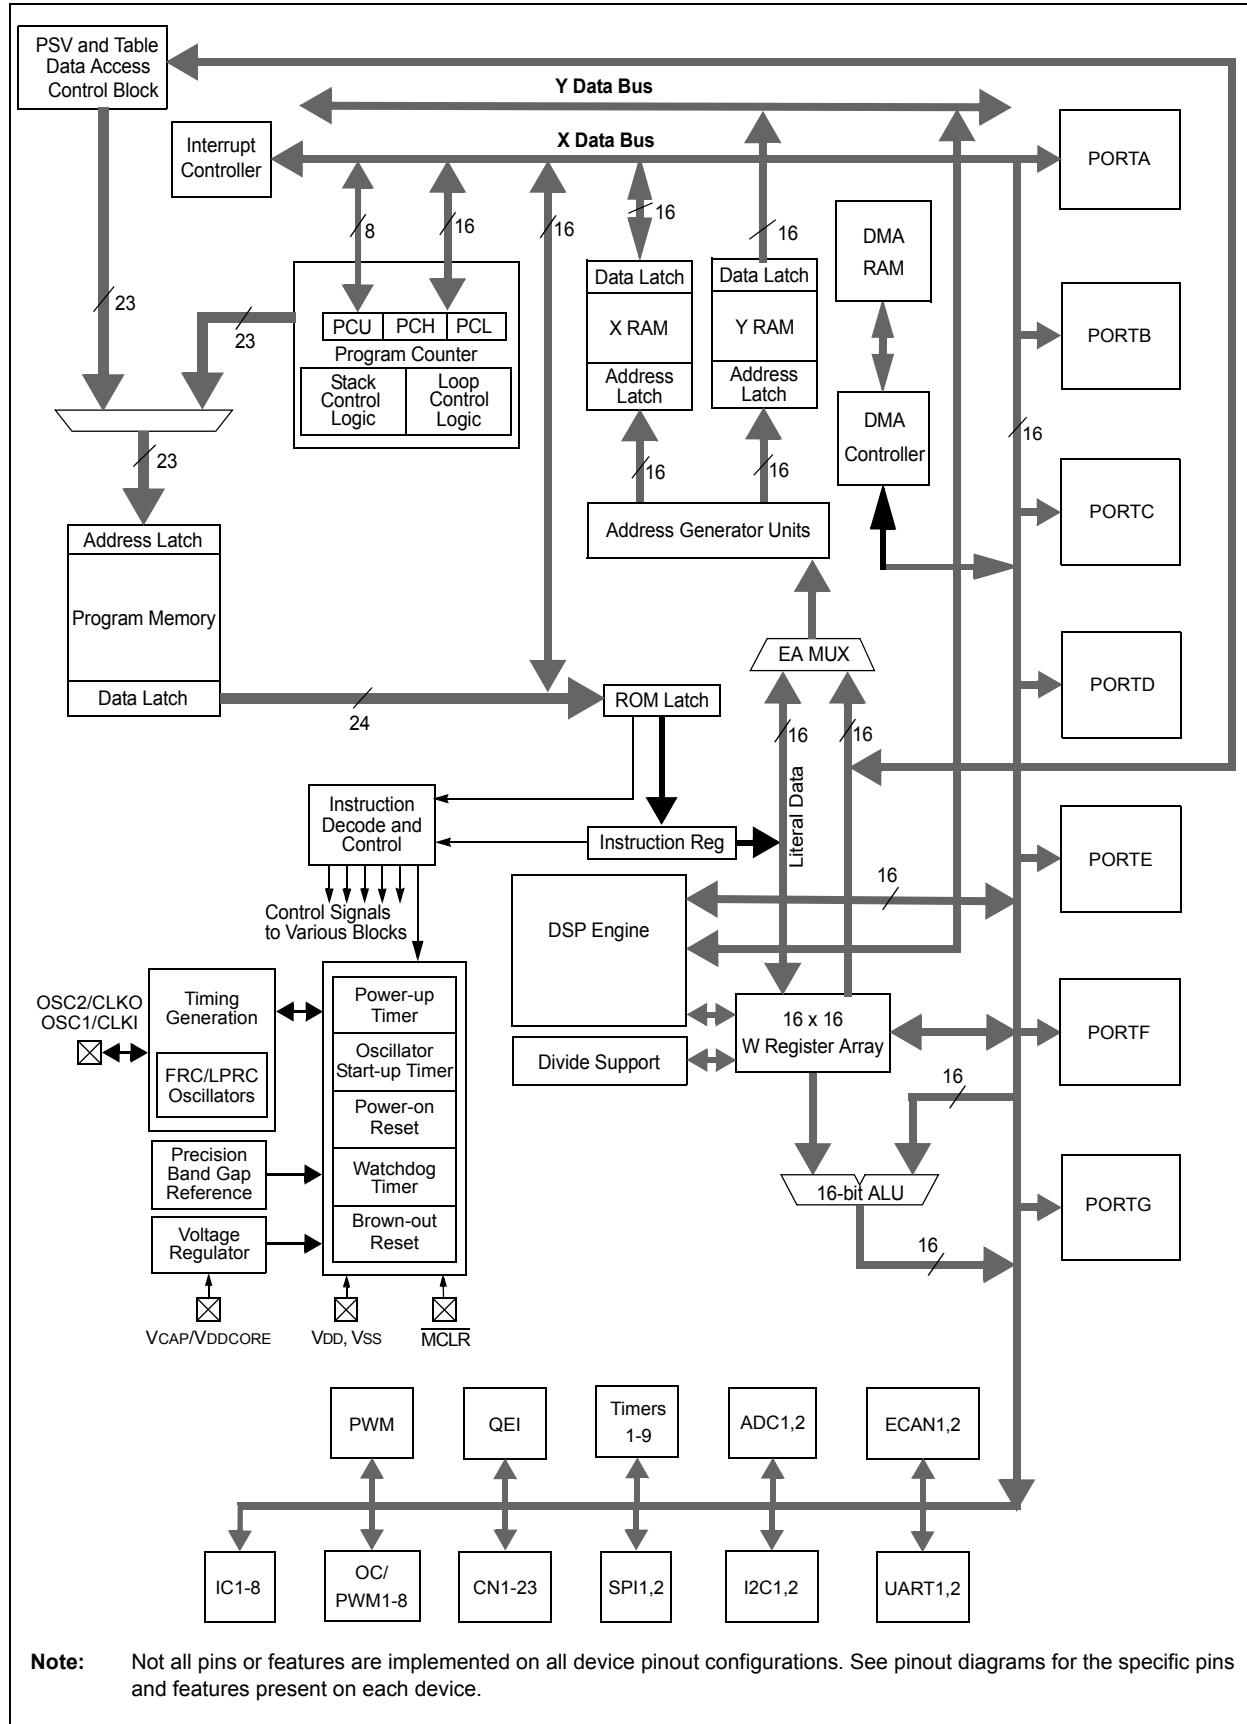 PSV and Table
Data Access
Control Block
Y Data Bus
X Data Bus
Interrupt
Controller
PORTA
8
16
16
16
16
DMA
RAM
23
23
Data Latch
X RAM
Address
Latch
Data Latch
Y RAM
Address
Latch
PCU
PCH
PCL
Program Counter
Stack
Control
Logic
Loop
Control
Logic
PORTB
DMA
Controller
16
23
16
16
PORTC
Address Latch
Program Memory
Data Latch
Address Generator Units
EA MUX
PORTD
24
ROM Latch
16
16
Literal Data
Instruction
Decode and
Control
Instruction Reg
PORTE
16
Control Signals
to Various Blocks
DSP Engine
OSC2/CLKO
OSC1/CLKI
Timing
Generation
FRC/LPRC
Oscillators
Power-up
Timer
Oscillator
Start-up Timer
Power-on
Reset
Watchdog
Timer
Brown-out
Reset
16 x 16
W Register Array
Divide Support
PORTF
16
Precision
Band Gap
Reference
Voltage
Regulator
16-bit ALU
PORTG
16
VCAP/VDDCORE
VDD, VSS
MCLR
PWM
QEI
Timers
1-9
ADC1,2
ECAN1,2
IC1-8
OC/
PWM1-8
CN1-23
SPI1,2
I2C1,2
UART1,2
Note: Not all pins or features are implemented on all device pinout configurations. See pinout diagrams for the specific pins
and features present on each device.